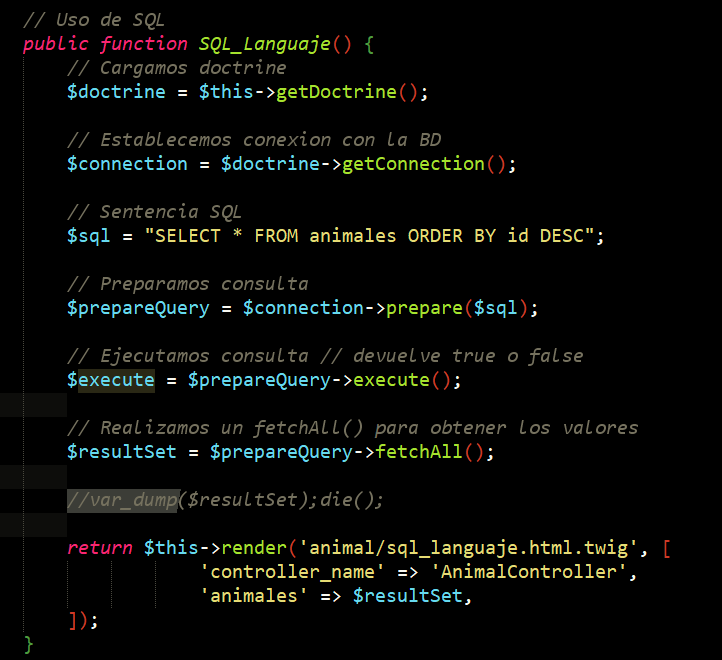 // Uso de SQL
public function SQL_Languaje() {
// Cargamos doctrine
$doctrine = $this->getDoctrine();
// Establecemos conexion con la BD
$connection = $doctrine->getConnection();
// Sentencia SQL
$sql = "SELECT * FROM animales ORDER BY id DESC";
// Preparamos consulta
$prepareQuery = $connection->prepare($sql);
// Ejecutamos consulta // devuelve true o false
$execute = $prepareQuery->execute();
// Realizamos un fetchAll() para obtener los valores
$resultSet = $prepareQuery->fetchAll();
//var_dump($resultSet);die();
return $this->render('animal/sql_languaje.html.twig', [
'controller_name' => 'AnimalController',
'animales' => $resultSet,
]);
}